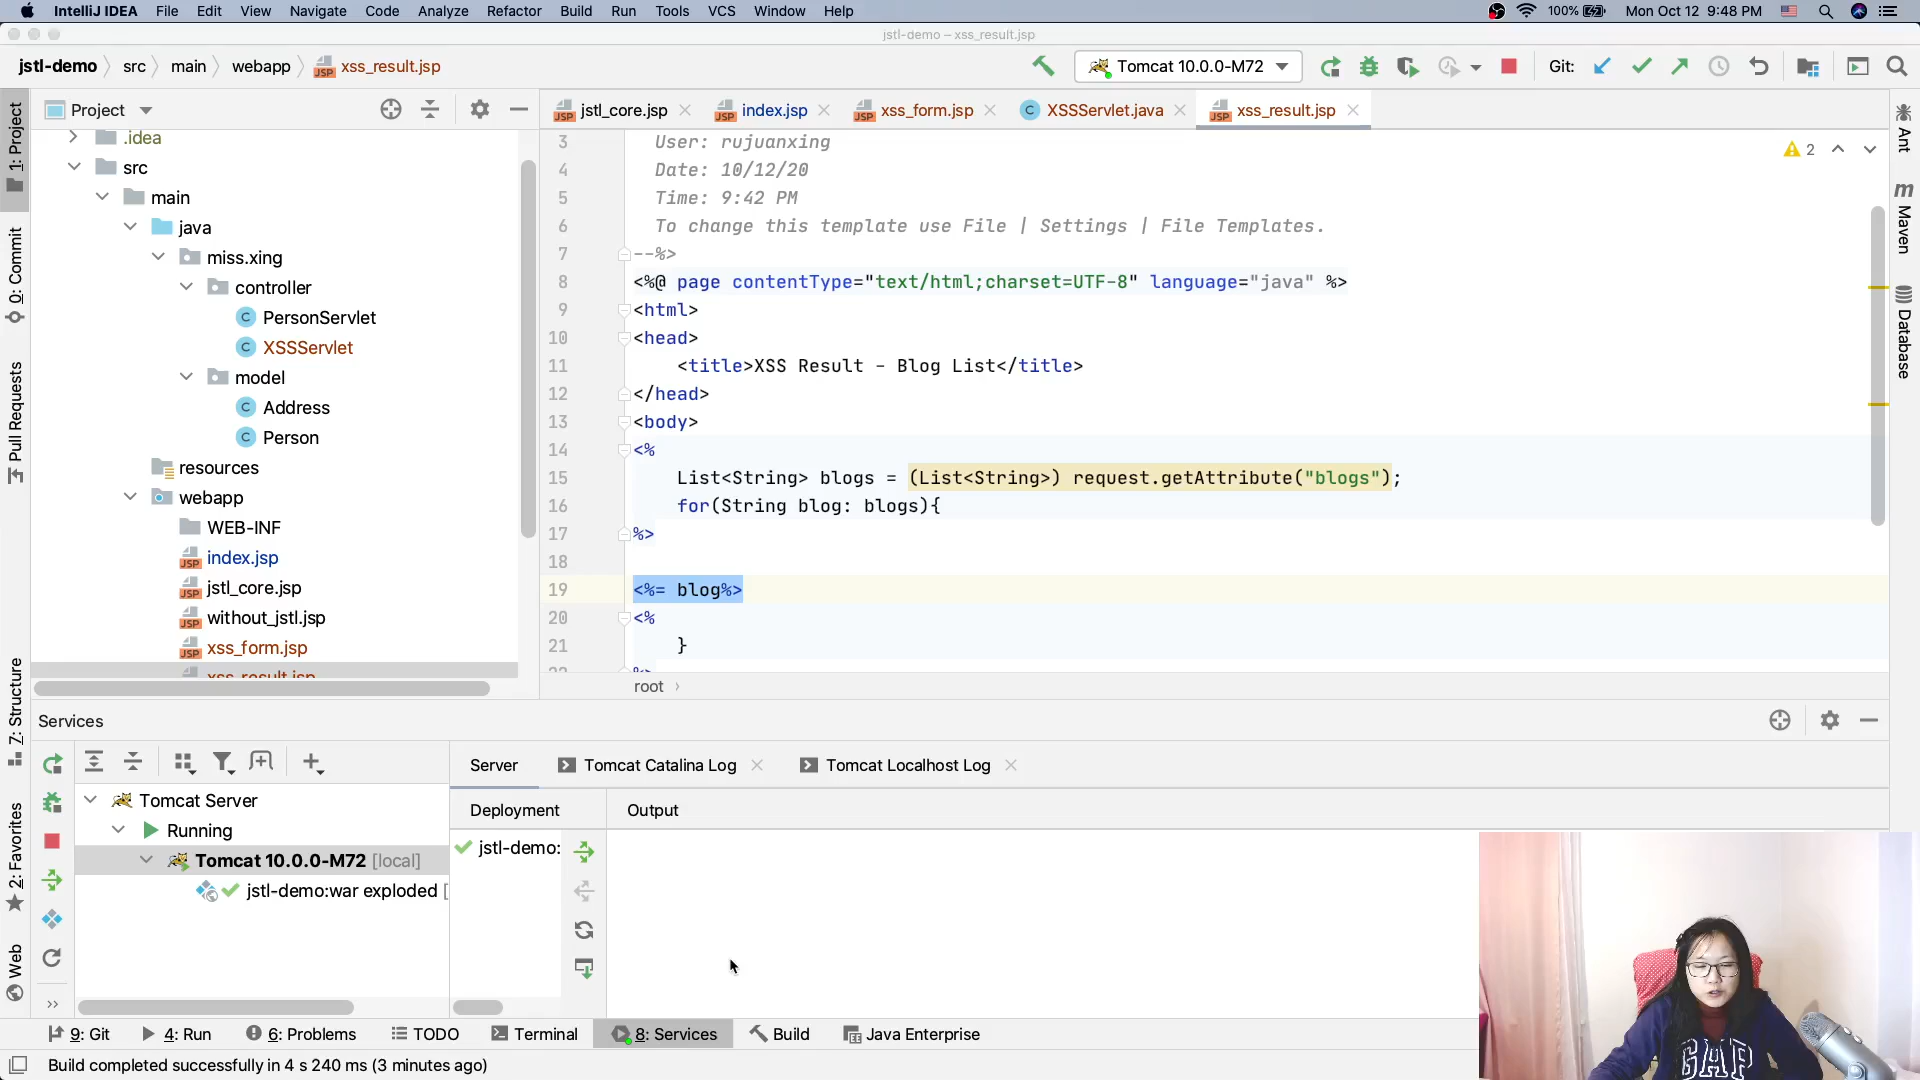 IntelliJ IDEA File Edit View Navigate Code Analyze Refactor Build Run Tools VCS Window Help 100% Mon Oct 12 9:48 PM
jstl-demo – xss_result.jsp
jstl-demo src main webapp xss_result.jsp Tomcat 10.0.0-M72 Git:
Project
jstl_core.jsp index.jsp xss_form.jsp XSSServlet.java xss_result.jsp
1: Project
0: Commit
Pull Requests
Z: Structure
2: Favorites
Web
.idea
src
main
java
miss.xing
controller
PersonServlet
XSSServlet
model
Address
Person
resources
webapp
WEB-INF
index.jsp
jstl_core.jsp
without_jstl.jsp
xss_form.jsp
xss_result.jsp
3 User: rujuanxing
4 Date: 10/12/20
5 Time: 9:42 PM
6 To change this template use File | Settings | File Templates.
7 --%>
8 <%@ page contentType="text/html;charset=UTF-8" language="java" %>
9 <html>
10 <head>
11 <title>XSS Result - Blog List</title>
12 </head>
13 <body>
14 <%
15 List<String> blogs = (List<String>) request.getAttribute("blogs");
16 for(String blog: blogs){
17 %>
18
19 <%= blog%>
20 <%
21 }
22 %>
2
root
Ant
m Maven
Database
Services
Server Tomcat Catalina Log Tomcat Localhost Log
Deployment Output
Tomcat Server
Running
Tomcat 10.0.0-M72 [local]
jstl-demo:war exploded [
jstl-demo:
GAP
9: Git 4: Run 6: Problems TODO Terminal 8: Services Build Java Enterprise
Build completed successfully in 4 s 240 ms (3 minutes ago)